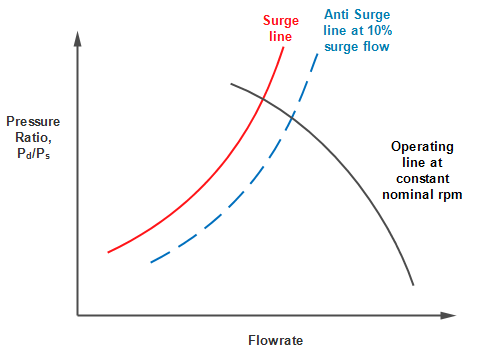 Surge
line
Anti Surge
line at 10%
surge flow
Pressure
Ratio,
Pd/Ps
Operating
line at
constant
nominal rpm
Flowrate